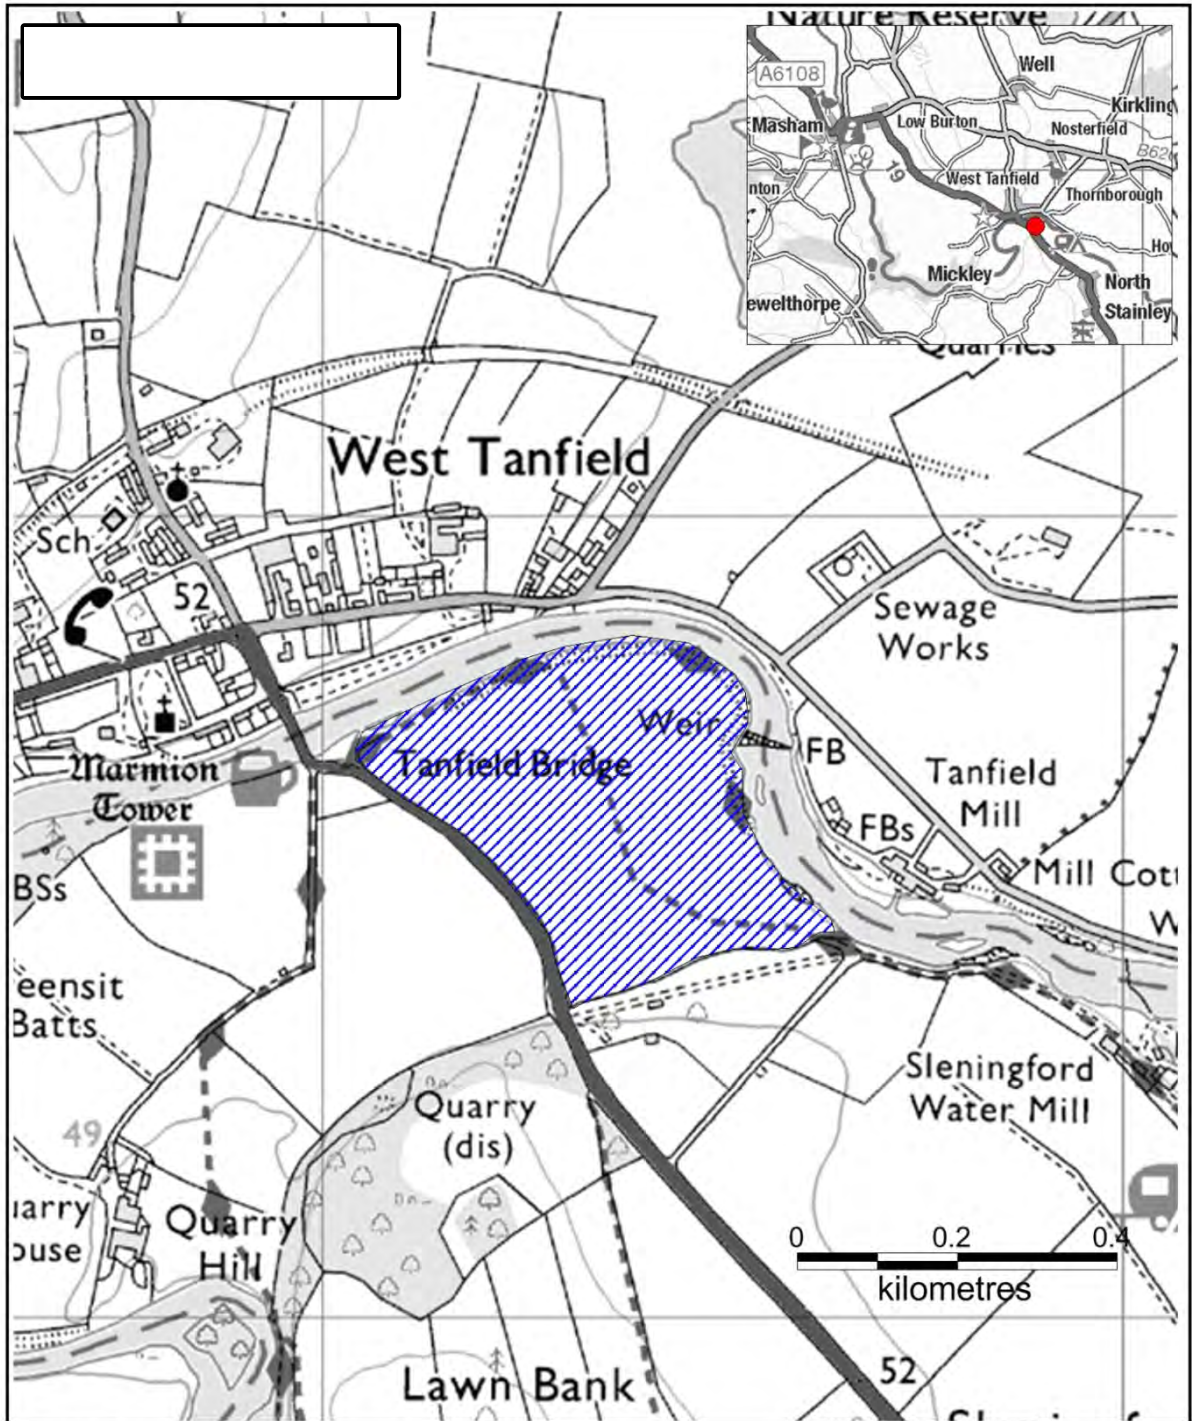 Nature Reserve
A6108
Well
Masham
Low Burton
Kirkling
Nosterfield
B62
19
West Tanfield
nton
Thornborough
Ho
Mickley
North
Stainley
ewelthorpe
Quarries
West Tanfield
Sch
52
Sewage
Works
Weir
FB
Tanfield Bridge
Marmion
Tower
Tanfield
Mill
FBs
Mill Cott
W
BSs
eensit
Batts
Sleningford
Water Mill
Quarry
(dis)
49
uarry
ouse
Quarry
Hill
0 0.2 0.4
kilometres
52
Lawn Bank